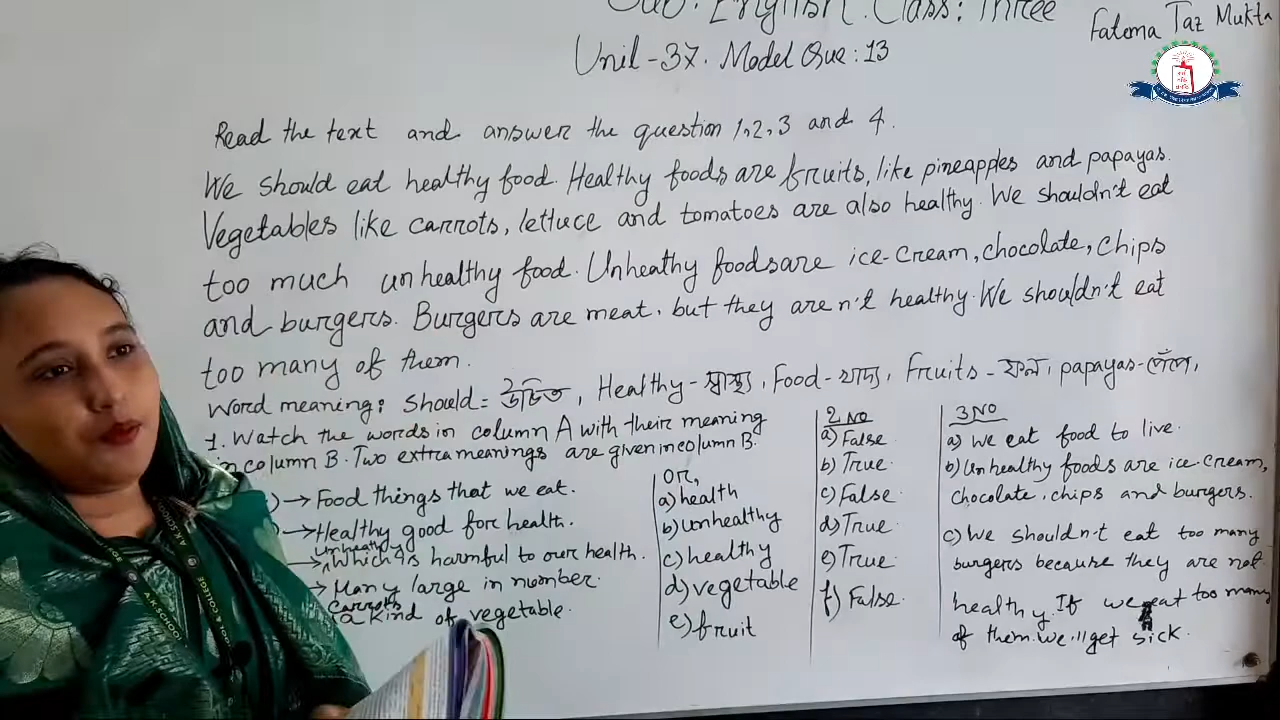 Sub: English. Class: Three
Fatema Taz Mukta
Unit-37. Model Que: 13
Read the text and answer the question 1,2,3 and 4.
We should eat healthy food. Healthy foods are fruits, like pineapples and papayas.
Vegetables like carrots, lettuce and tomatoes are also healthy. We shouldn't eat
too much unhealthy food. Unheathy foods are ice-cream, chocolate, chips
and burgers. Burgers are meat, but they aren't healthy. We shouldn't eat
too many of them.
Word meaning: Should = উচিত, Healthy - স্বাস্থ্য, Food - খাদ্য, Fruits - ফল, papayas - পেঁপে,
1. Watch the words in column A with their meaning
in column B. Two extra meanings are given in column B.
) → Food things that we eat.
) → Healthy good for health.
Unhealthy
→ Which is harmful to our health.
→ Many large in number.
Carrots
a kind of vegetable.
or,
a) health
b) unhealthy
c) healthy
d) vegetable
e) fruit
2 NO
a) False
b) True
c) False
d) True
e) True
f) False
3 NO
a) We eat food to live.
b) Unhealthy foods are ice-cream,
chocolate, chips and burgers.
c) We shouldn't eat too many
burgers because they are not
healthy. If we eat too many
of them. we'll get sick.